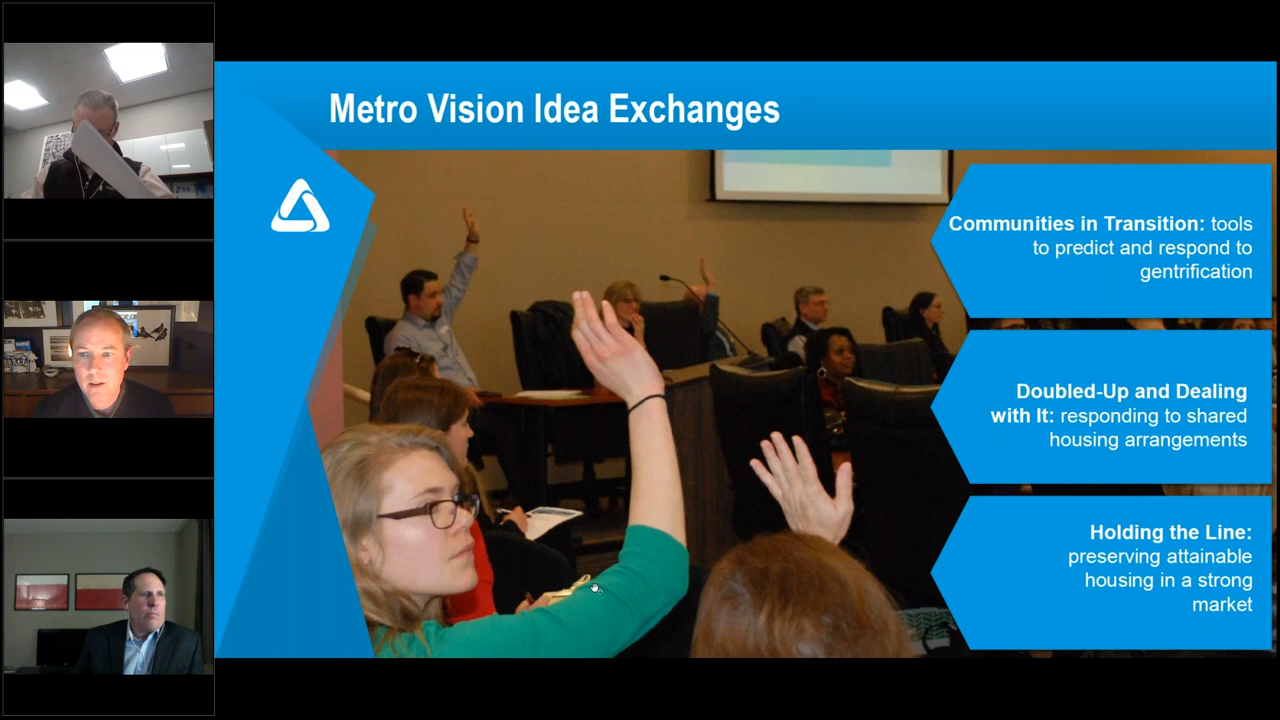 Metro Vision Idea Exchanges
Communities in Transition: tools
to predict and respond to
gentrification
Doubled-Up and Dealing
with It: responding to shared
housing arrangements
Holding the Line:
preserving attainable
housing in a strong
market